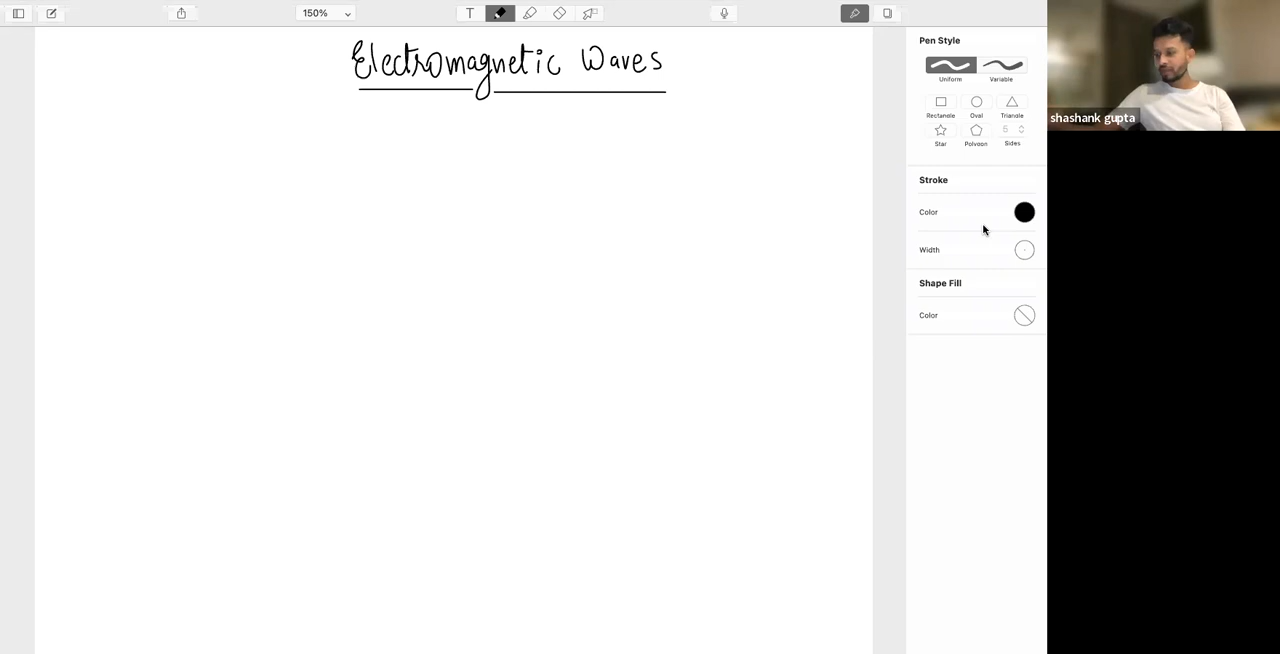 150%
T
Electromagnetic Waves
Pen Style
Uniform Variable
Rectangle Oval Triangle
5
Star Polygon Sides
Stroke
Color
Width
Shape Fill
Color
shashank gupta